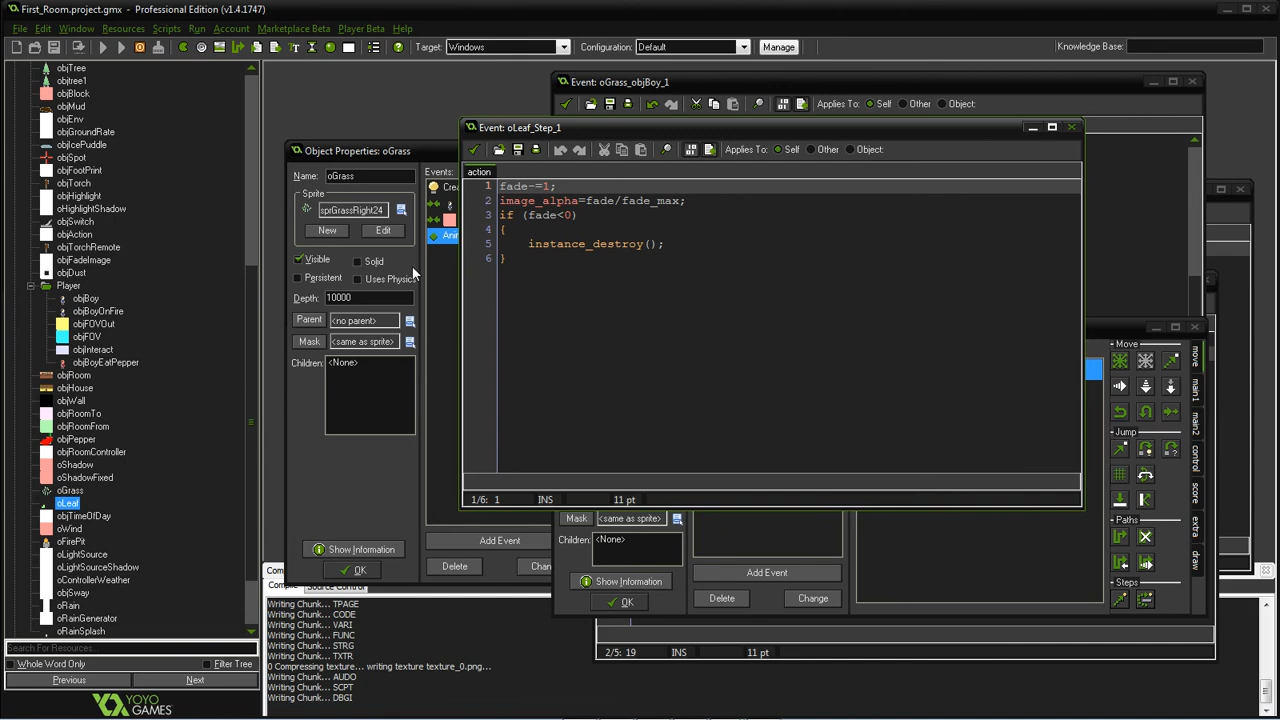 First_Room.project.gmx - Professional Edition (v1.4.1747)
File Edit Window Resources Scripts Run Account Marketplace Beta Player Beta Help
Target: Windows Configuration: Default Manage Knowledge Base:
objTree
objtree1
objBlock
objMud
objEnv
objGroundRate
objIcePuddle
objSpot
objFootPrint
objTorch
objHighlight
objHighlightShadow
objSwitch
objAction
objTorchRemote
objFadeImage
objDust
Player
objBoy
objBoyOnFire
objFOVOut
objFOV
objInteract
objBoyEatPepper
objRoom
objHouse
objWall
objRoomTo
objRoomFrom
objPepper
objRoomController
oShadow
oShadowFixed
oGrass
oLeaf
objTimeOfDay
oWind
oFirePit
oLightSource
oLightSourceShadow
oControllerWeather
objSway
oRain
oRainGenerator
oRainSplash
Search For Resources...
Whole Word Only Filter Tree
Previous Next
YOYO
GAMES
Object Properties: oGrass
Name: oGrass
Sprite
sprGrassRight24
New Edit
Visible Solid
Persistent Uses Physics
Depth: 10000
Parent <no parent>
Mask <same as sprite>
Children: <None>
Show Information
OK
Events:
Cre
Ani
Add Event
Delete Chan
Event: oGrass_objBoy_1
Applies To: Self Other Object:
Event: oLeaf_Step_1
Applies To: Self Other Object:
action
1 fade-=1;
2 image_alpha=fade/fade_max;
3 if (fade<0)
4 {
5 instance_destroy();
6 }
1/6: 1 INS 11 pt
Mask <same as sprite>
Children: <None>
Show Information
OK
Add Event
Delete Change
Move
Jump
Paths
Steps
move
main1
main2
control
score
extra
draw
2/5: 19 INS 11 pt
Com
Compile Source Control
Writing Chunk... TPAGE
Writing Chunk... CODE
Writing Chunk... VARI
Writing Chunk... FUNC
Writing Chunk... STRG
Writing Chunk... TXTR
0 Compressing texture... writing texture texture_0.png...
Writing Chunk... AUDO
Writing Chunk... SCPT
Writing Chunk... DBGI